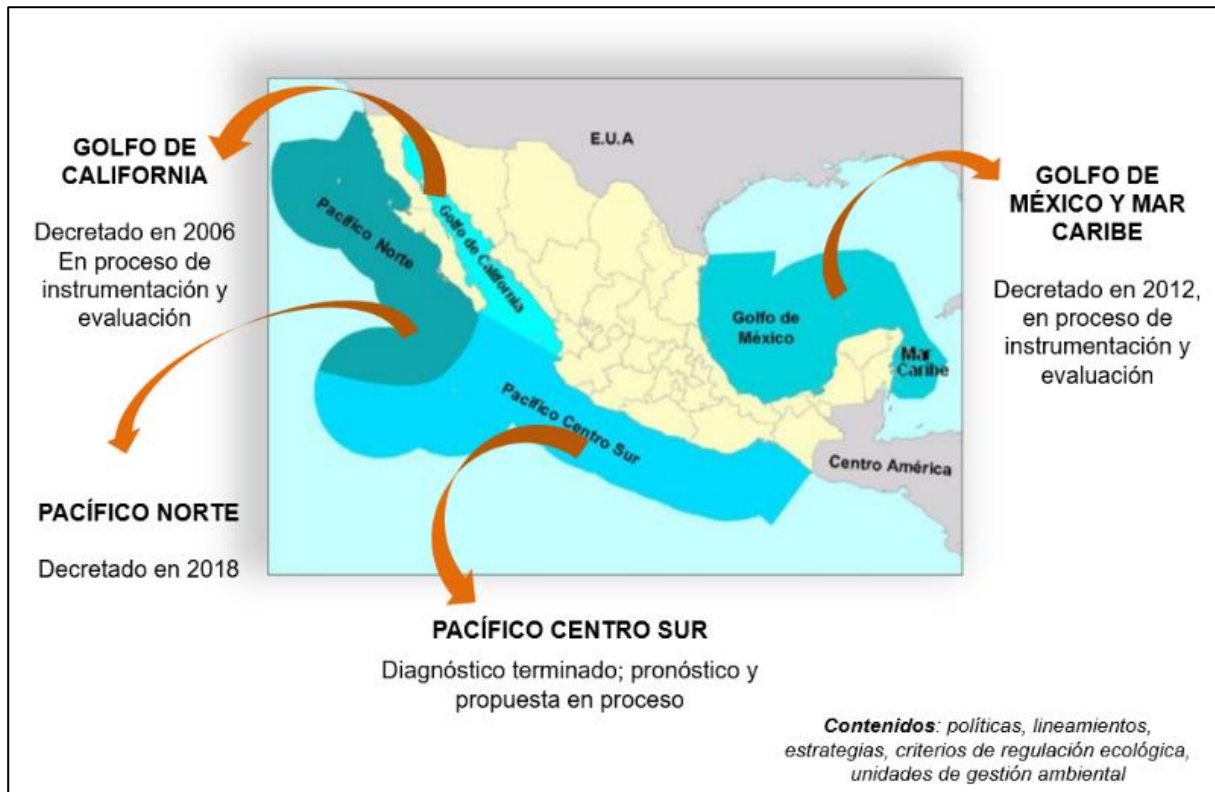 E.U.A
GOLFO DE
CALIFORNIA
Decretado en 2006
En proceso de
instrumentación y
evaluación
GOLFO DE
MÉXICO Y MAR
CARIBE
Decretado en 2012,
en proceso de
instrumentación y
evaluación
Pacífico Norte
Golfo de California
Golfo de
México
Mar
Caribe
Pacífico Centro Sur
Centro América
PACÍFICO NORTE
Decretado en 2018
PACÍFICO CENTRO SUR
Diagnóstico terminado; pronóstico y
propuesta en proceso
Contenidos: políticas, lineamientos,
estrategias, criterios de regulación ecológica,
unidades de gestión ambiental